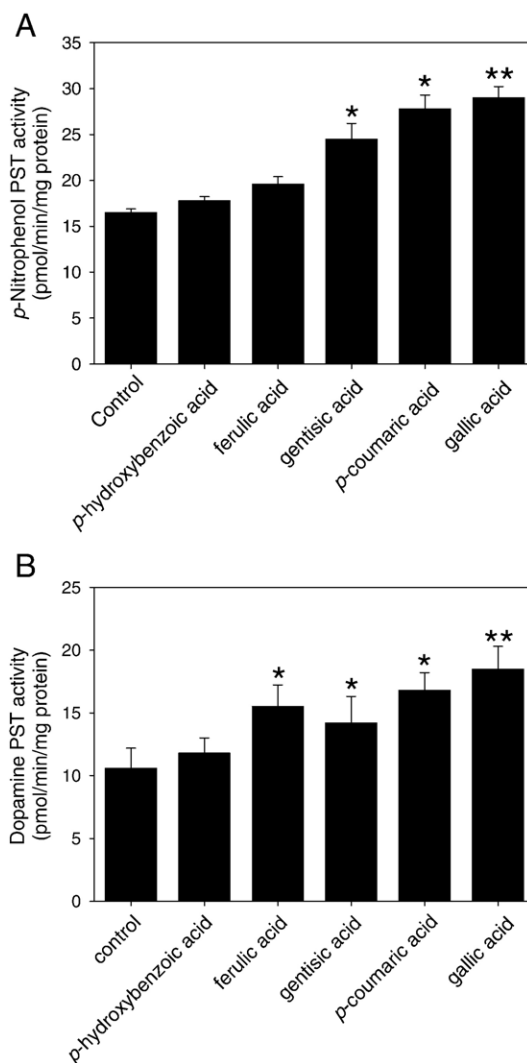 A
p-Nitrophenol PST activity
(pmol/min/mg protein)
35
30
25
20
15
10
5
0
*
*
**
Control
p-hydroxybenzoic acid
ferulic acid
gentisic acid
p-coumaric acid
gallic acid
B
Dopamine PST activity
(pmol/min/mg protein)
25
20
15
10
5
0
*
*
*
**
control
p-hydroxybenzoic acid
ferulic acid
gentisic acid
p-coumaric acid
gallic acid